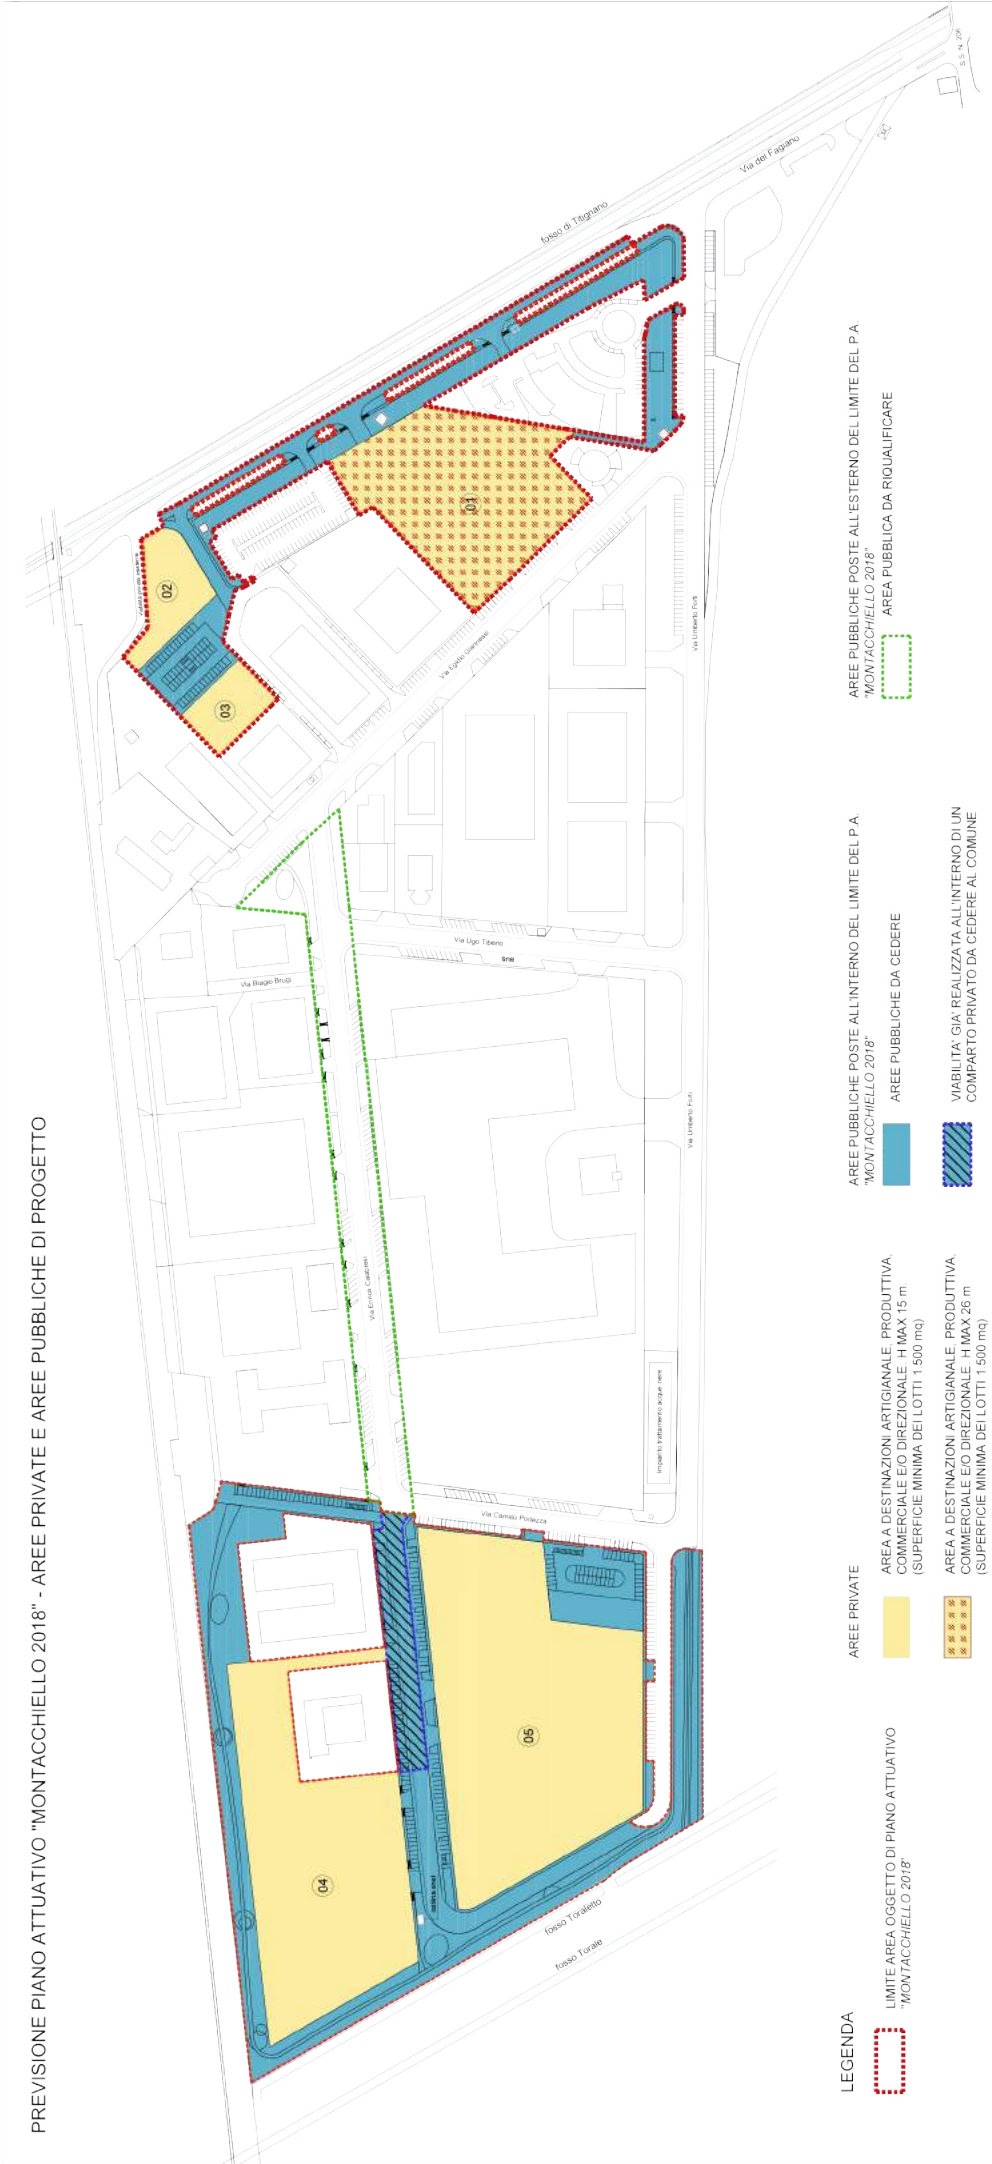 PREVISIONE PIANO ATTUATIVO "MONTACCHIELLO 2018" - AREE PRIVATE E AREE PUBBLICHE DI PROGETTO
04
05
03
02
01
fosso Torale
fosso Toraletto
Via Camillo Porlezza
Impianto trattamento acque nere
Via Enrica Calabresi
Via Biagio Brugi
Via Ugo Tiberio
BUS
Via Umberto Forti
Via Umberto Forti
Via Egidio Giannessi
fosso di Titignano
Via del Fagiano
S.S. N. 206
LEGENDA
LIMITE AREA OGGETTO DI PIANO ATTUATIVO
"MONTACCHIELLO 2018"
AREE PRIVATE
AREA A DESTINAZIONI ARTIGIANALE, PRODUTTIVA,
COMMERCIALE E/O DIREZIONALE H MAX 15 m.
(SUPERFICIE MINIMA DEI LOTTI 1.500 mq)
AREA A DESTINAZIONI ARTIGIANALE, PRODUTTIVA,
COMMERCIALE E/O DIREZIONALE H MAX 26 m
(SUPERFICIE MINIMA DEI LOTTI 1.500 mq)
AREE PUBBLICHE POSTE ALL'INTERNO DEL LIMITE DEL P.A.
"MONTACCHIELLO 2018"
AREE PUBBLICHE DA CEDERE
VIABILITA' GIA' REALIZZATA ALL'INTERNO DI UN
COMPARTO PRIVATO DA CEDERE AL COMUNE
AREE PUBBLICHE POSTE ALL'ESTERNO DEL LIMITE DEL P.A.
"MONTACCHIELLO 2018"
AREA PUBBLICA DA RIQUALIFICARE